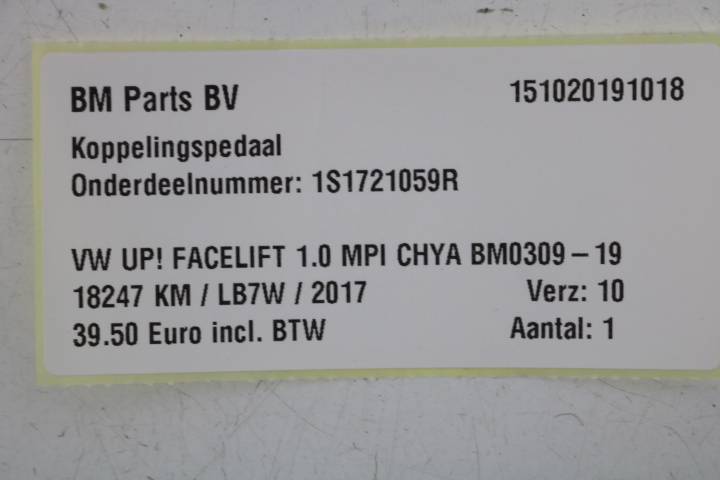 BM Parts BV 151020191018
Koppelingspedaal
Onderdeelnummer: 1S1721059R
VW UP! FACELIFT 1.0 MPI CHYA BM0309 – 19
18247 KM / LB7W / 2017 Verz: 10
39.50 Euro incl. BTW Aantal: 1